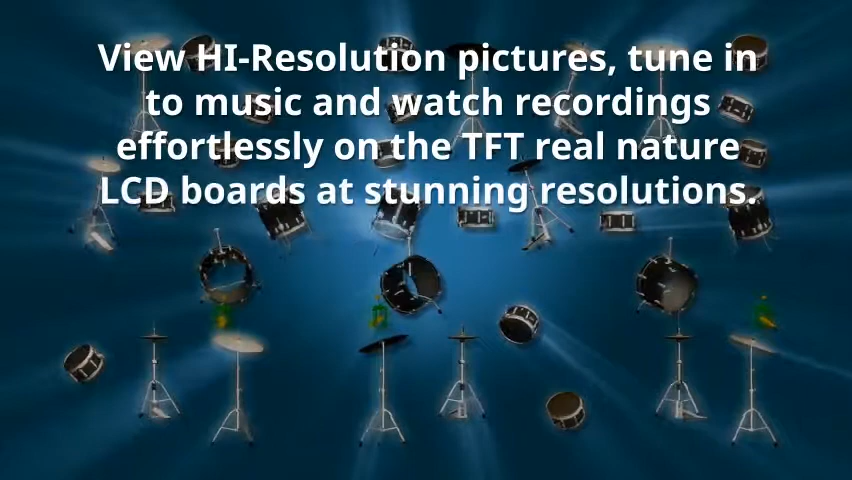 View HI-Resolution pictures, tune in
to music and watch recordings
effortlessly on the TFT real nature
LCD boards at stunning resolutions.